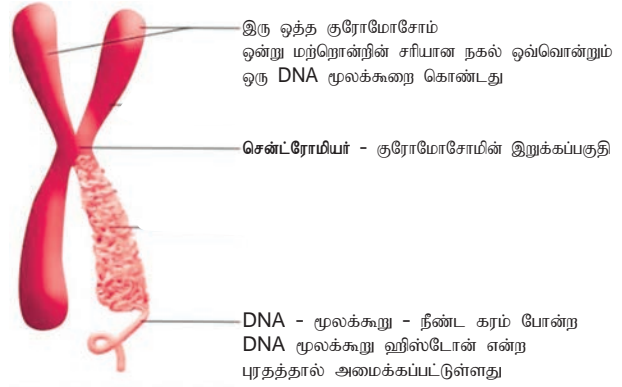 இரு ஒத்த குரோமோசோம்
ஒன்று மற்றொன்றின் சரியான நகல் ஒவ்வொன்றும்
ஒரு DNA மூலக்கூறை கொண்டது
சென்ட்ரோமியர் - குரோமோசோமின் இறுக்கப்பகுதி
DNA - மூலக்கூறு - நீண்ட கரம் போன்ற
DNA மூலக்கூறு ஹிஸ்டோன் என்ற
புரதத்தால் அமைக்கப்பட்டுள்ளது